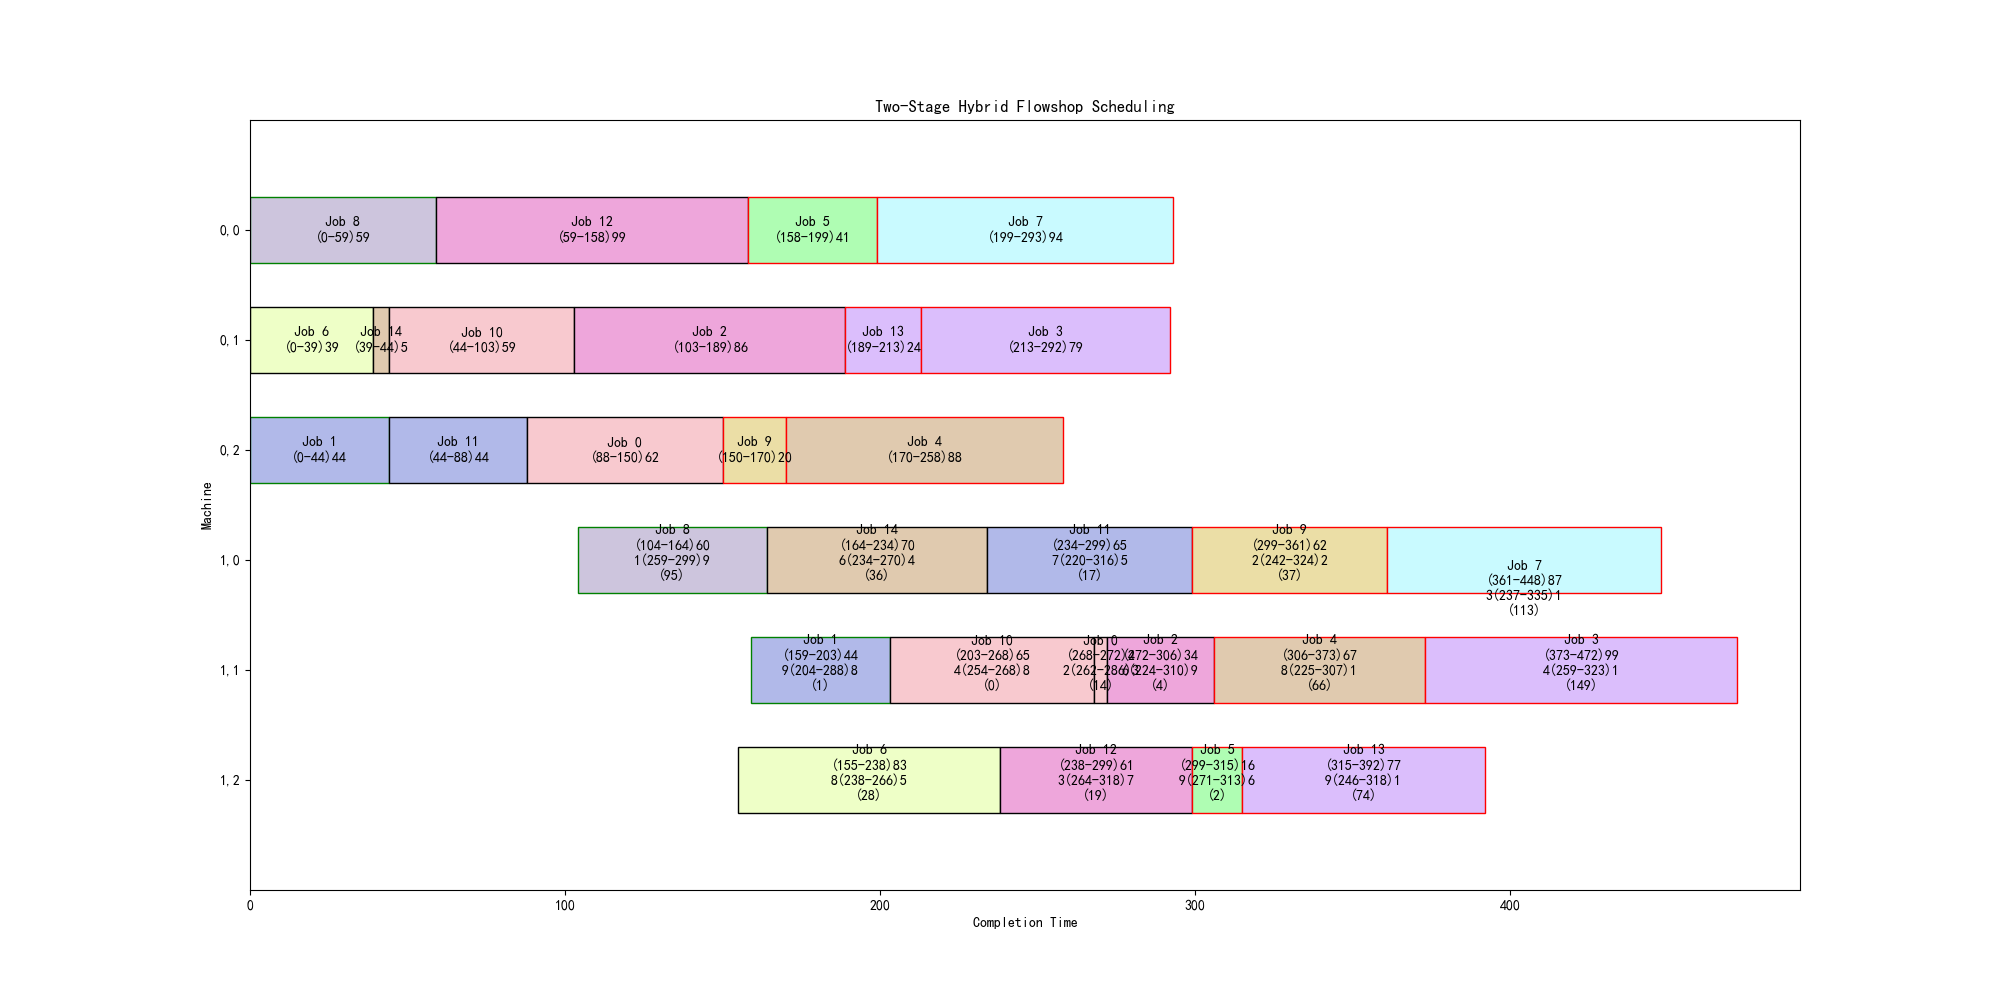 Two-Stage Hybrid Flowshop Scheduling
Machine
0,0
Job 8
(0-59)59
Job 12
(59-158)99
Job 5
(158-199)41
Job 7
(199-293)94
0,1
Job 6
(0-39)39
Job 14
(39-44)5
Job 10
(44-103)59
Job 2
(103-189)86
Job 13
(189-213)24
Job 3
(213-292)79
0,2
Job 1
(0-44)44
Job 11
(44-88)44
Job 0
(88-150)62
Job 9
(150-170)20
Job 4
(170-258)88
1,0
Job 8
(104-164)60
1(259-299)9
(95)
Job 14
(164-234)70
6(234-270)4
(36)
Job 11
(234-299)65
7(220-316)5
(17)
Job 9
(299-361)62
2(242-324)2
(37)
Job 7
(361-448)87
3(237-335)1
(113)
1,1
Job 1
(159-203)44
9(204-288)8
(1)
Job 10
(203-268)65
4(254-268)8
(0)
Job 0
(268-272)4
2(262-286)3
(14)
Job 2
(272-306)34
(224-310)9
(4)
Job 4
(306-373)67
8(225-307)1
(66)
Job 3
(373-472)99
4(259-323)1
(149)
1,2
Job 6
(155-238)83
8(238-266)5
(28)
Job 12
(238-299)61
3(264-318)7
(19)
Job 5
(299-315)16
9(271-313)6
(2)
Job 13
(315-392)77
9(246-318)1
(74)
0
100
200
300
400
Completion Time